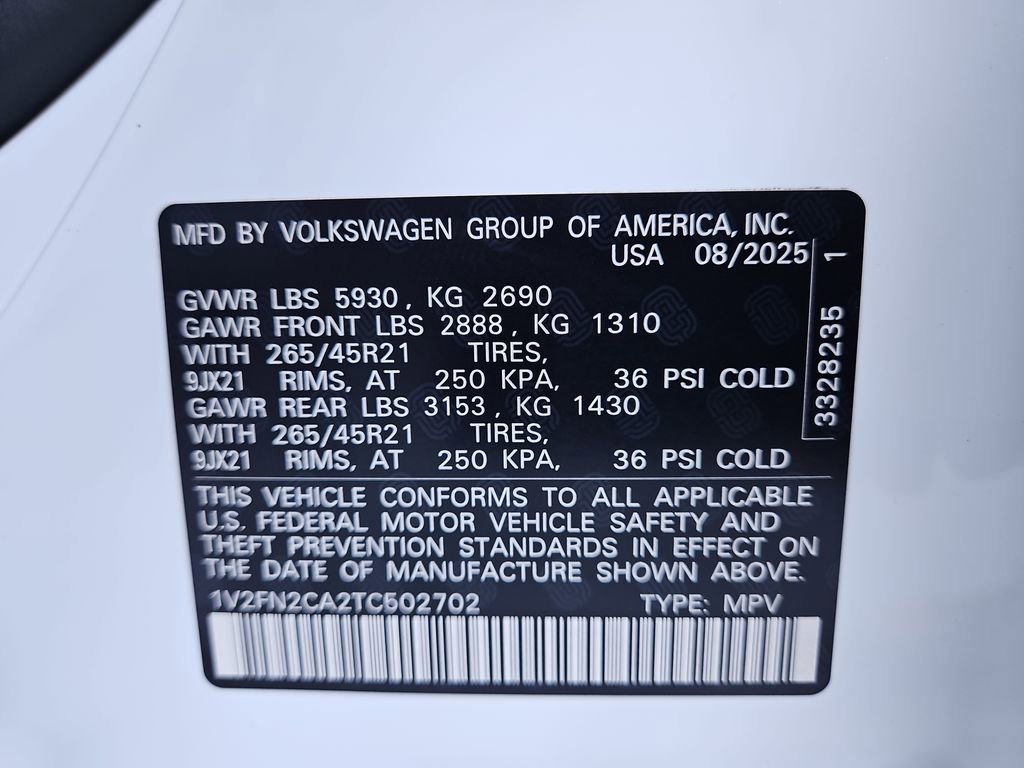 MFD BY VOLKSWAGEN GROUP OF AMERICA, INC.
USA 08/2025
GVWR LBS 5930, KG 2690
GAWR FRONT LBS 2888, KG 1310
WITH 265/45R21 TIRES,
9JX21 RIMS, AT 250 KPA, 36 PSI COLD
GAWR REAR LBS 3153, KG 1430
WITH 265/45R21 TIRES,
9JX21 RIMS, AT 250 KPA, 36 PSI COLD
THIS VEHICLE CONFORMS TO ALL APPLICABLE
U.S. FEDERAL MOTOR VEHICLE SAFETY AND
THEFT PREVENTION STANDARDS IN EFFECT ON
THE DATE OF MANUFACTURE SHOWN ABOVE.
1V2FN2CA2TC502702 TYPE: MPV
3328235 1